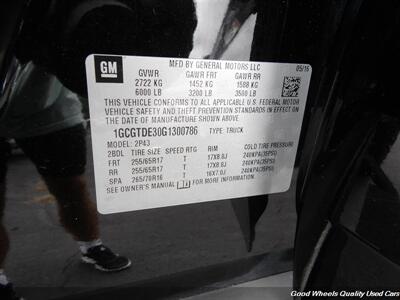 GM
MFD BY GENERAL MOTORS LLC
05/16
GVWR GAWR FRT GAWR RR
2722 KG 1452 KG 1588 KG
6000 LB 3200 LB 3500 LB
THIS VEHICLE CONFORMS TO ALL APPLICABLE U.S. FEDERAL MOTOR
VEHICLE SAFETY AND THEFT PREVENTION STANDARDS IN EFFECT ON THE
DATE OF MANUFACTURE SHOWN ABOVE.
1GCGTDE30G1300786 TYPE: TRUCK
MODEL: 2P43
2BDL TIRE SIZE SPEED RTG RIM COLD TIRE PRESSURE
FRT 255/65R17 T 17X8.0J 240KPA(35PSI)
RR 255/65R17 T 17X8.0J 240KPA(35PSI)
SPA 265/70R16 T 16X7.0J 240KPA(35PSI)
SEE OWNER'S MANUAL FOR MORE INFORMATION.
Good Wheels Quality Used Cars